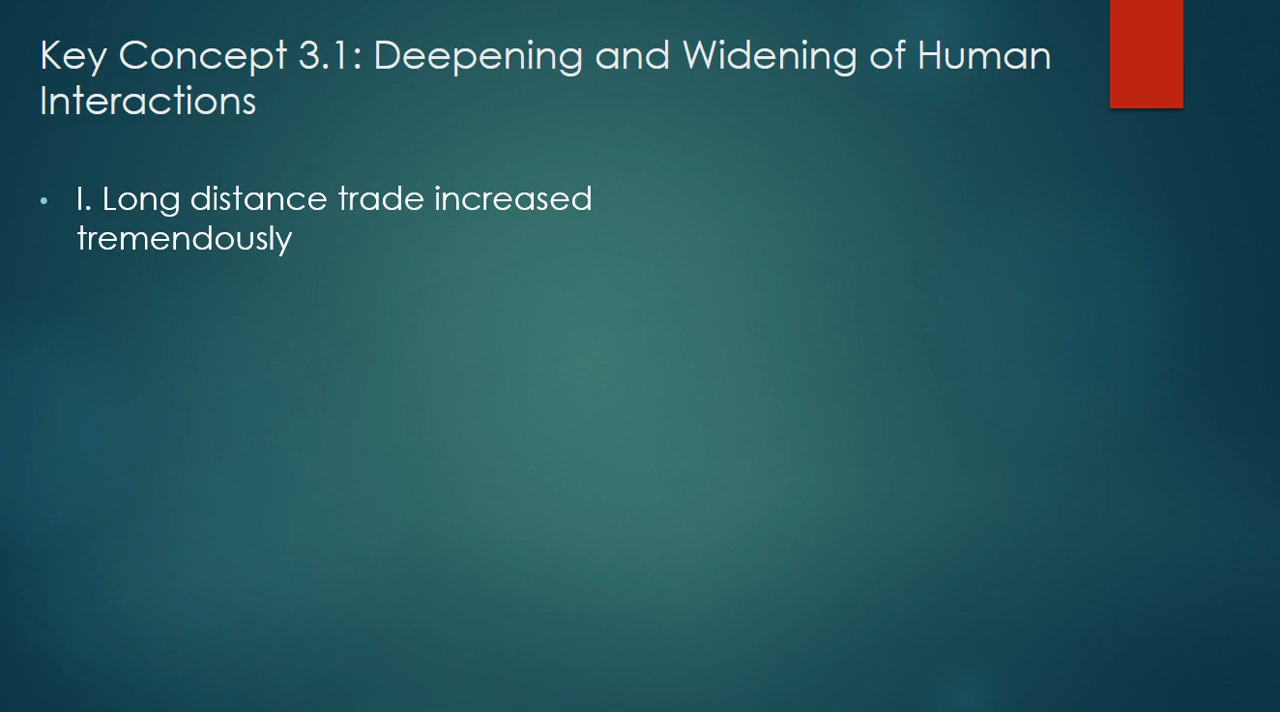 Key Concept 3.1: Deepening and Widening of Human
Interactions
• I. Long distance trade increased
tremendously